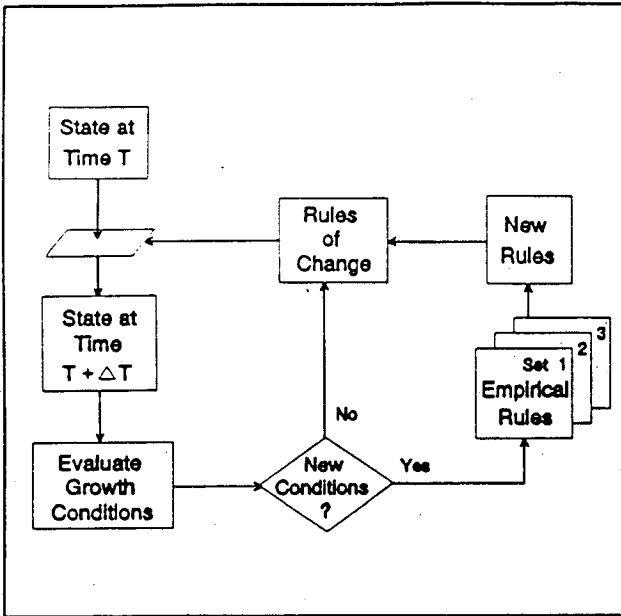 State at
Time T
Rules
of
Change
New
Rules
State at
Time
T + △ T
3
2
Set 1
Empirical
Rules
No
Evaluate
Growth
Conditions
New
Conditions
?
Yes